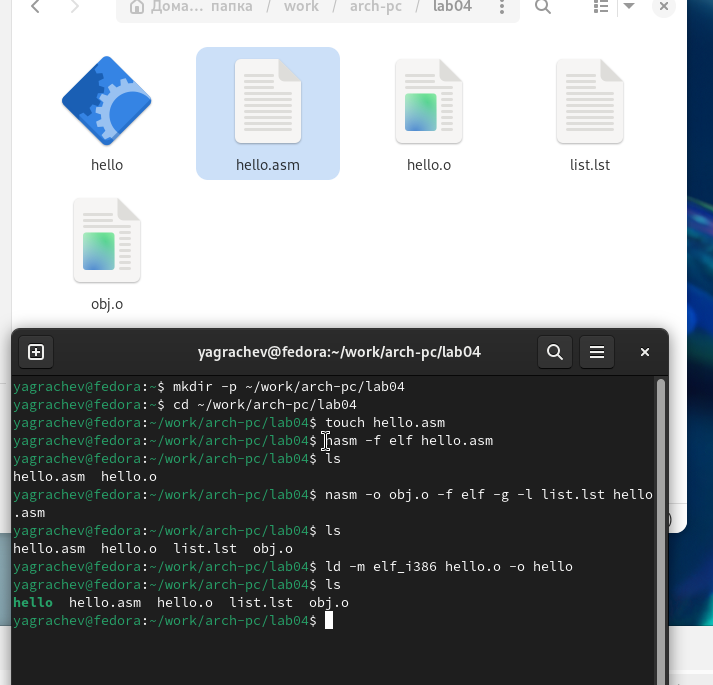 Дома… папка / work / arch-pc / lab04
hello hello.asm hello.o list.lst
obj.o
yagrachev@fedora:~/work/arch-pc/lab04
yagrachev@fedora:~$ mkdir -p ~/work/arch-pc/lab04
yagrachev@fedora:~$ cd ~/work/arch-pc/lab04
yagrachev@fedora:~/work/arch-pc/lab04$ touch hello.asm
yagrachev@fedora:~/work/arch-pc/lab04$ nasm -f elf hello.asm
yagrachev@fedora:~/work/arch-pc/lab04$ ls
hello.asm  hello.o
yagrachev@fedora:~/work/arch-pc/lab04$ nasm -o obj.o -f elf -g -l list.lst hello
.asm
yagrachev@fedora:~/work/arch-pc/lab04$ ls
hello.asm  hello.o  list.lst  obj.o
yagrachev@fedora:~/work/arch-pc/lab04$ ld -m elf_i386 hello.o -o hello
yagrachev@fedora:~/work/arch-pc/lab04$ ls
hello  hello.asm  hello.o  list.lst  obj.o
yagrachev@fedora:~/work/arch-pc/lab04$